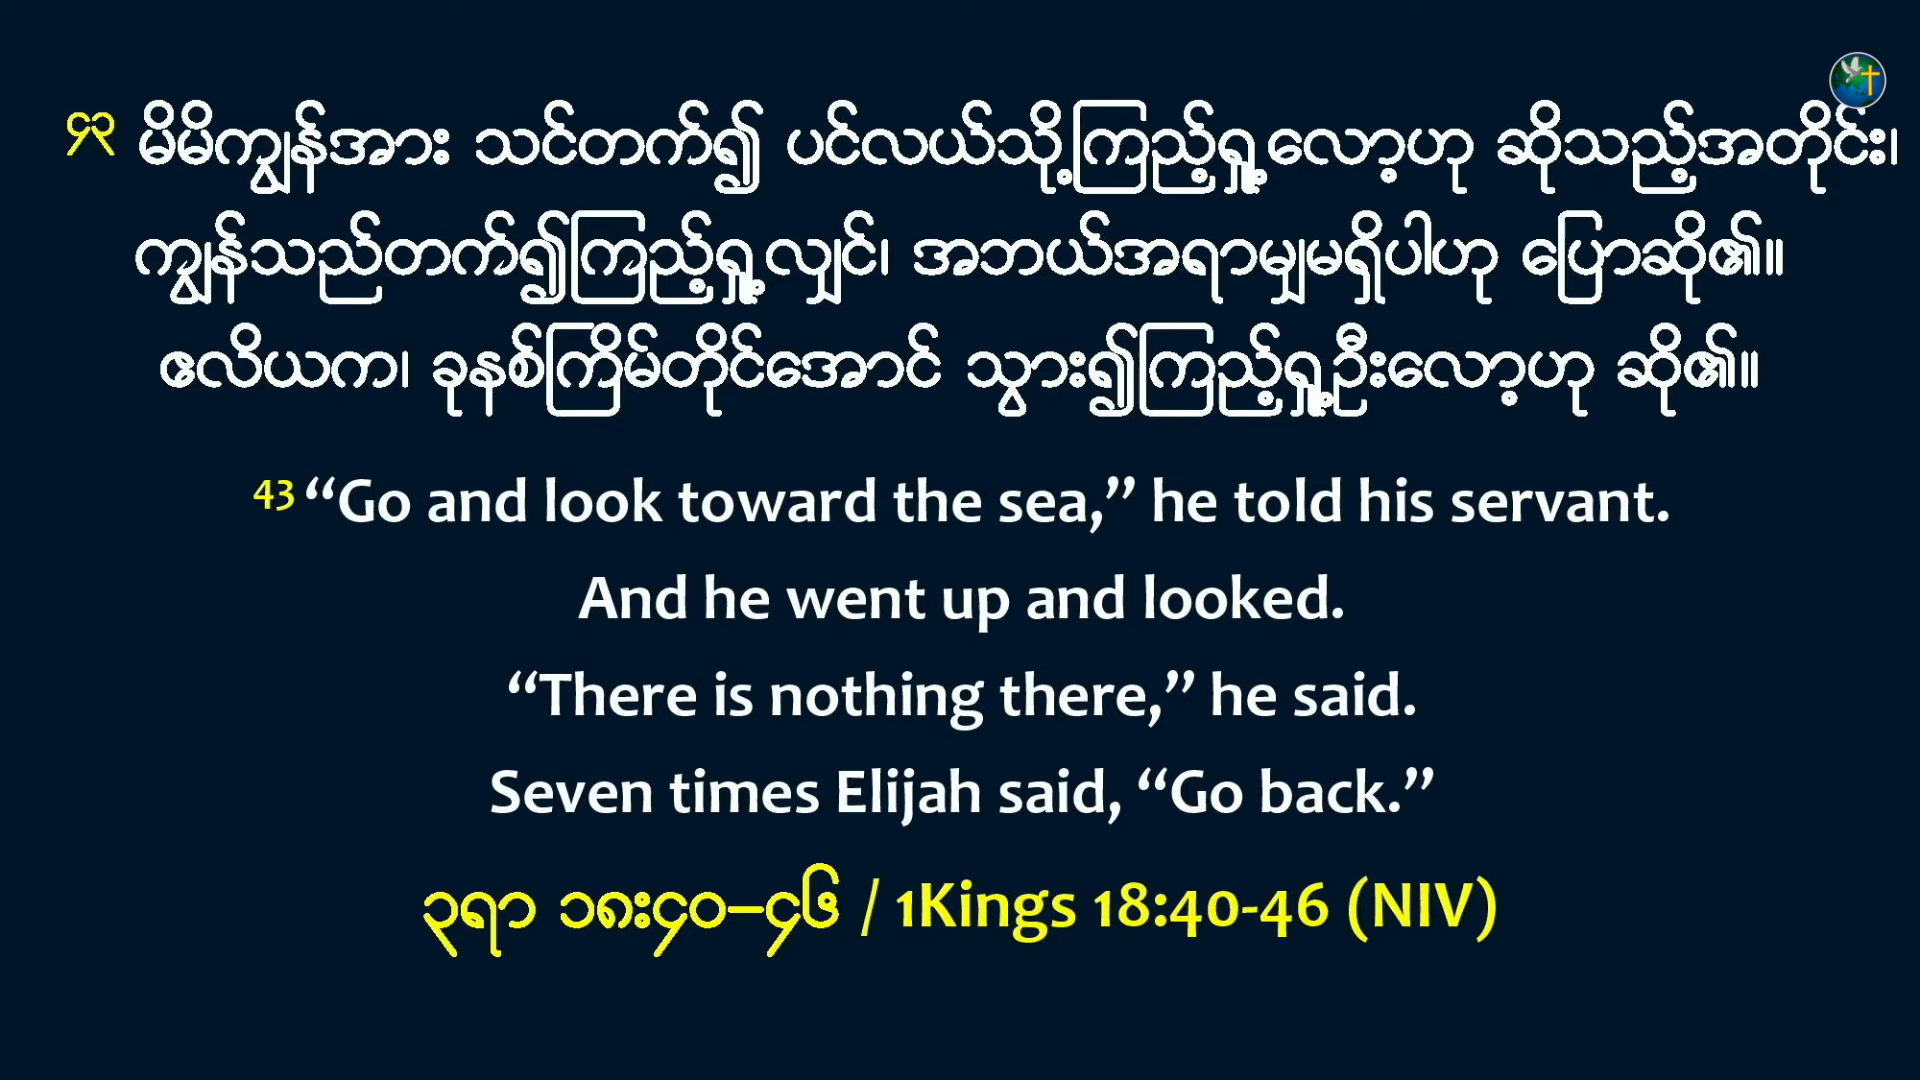 ၄၃ မိမိကျွန်အား သင်တက်၍ ပင်လယ်သို့ကြည့်ရှု့လော့ဟု ဆိုသည့်အတိုင်း၊
ကျွန်သည်တက်၍ကြည့်ရှု့လျှင်၊ အဘယ်အရာမျှမရှိပါဟု ပြောဆို၏။
ဧလိယက၊ ခုနစ်ကြိမ်တိုင်အောင် သွား၍ကြည့်ရှု့ဦးလော့ဟု ဆို၏။
43 “Go and look toward the sea,” he told his servant.
And he went up and looked.
“There is nothing there,” he said.
Seven times Elijah said, “Go back.”
၃ရာ ၁၈း၄၀–၄၆ / 1Kings 18:40-46 (NIV)